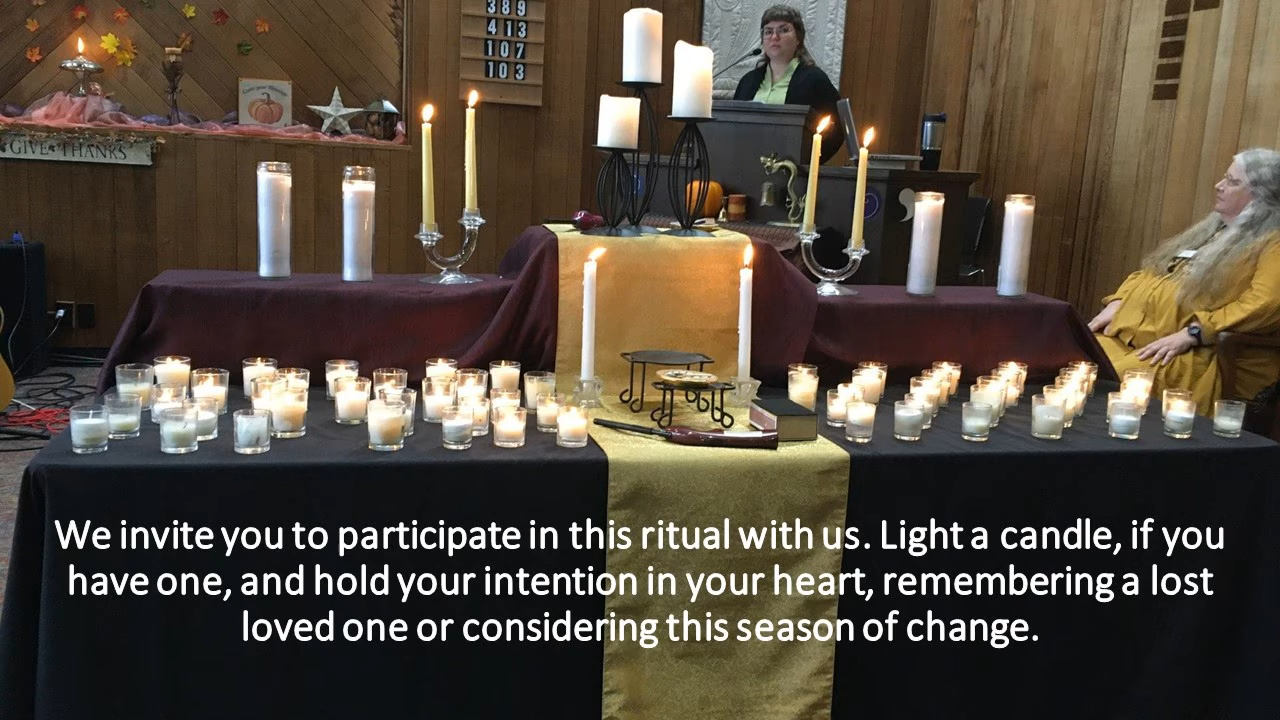 389
413
107
103
GIVE THANKS
We invite you to participate in this ritual with us. Light a candle, if you
have one, and hold your intention in your heart, remembering a lost
loved one or considering this season of change.